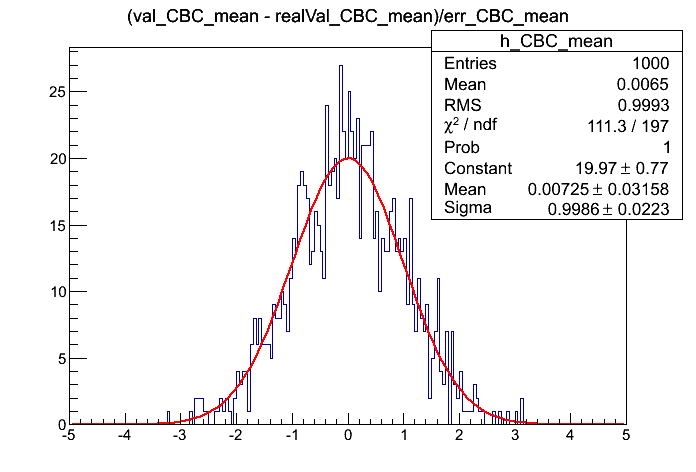 (val_CBC_mean - realVal_CBC_mean)/err_CBC_mean
h_CBC_mean
Entries 1000
Mean 0.0065
RMS 0.9993
χ² / ndf 111.3 / 197
Prob 1
Constant 19.97 ± 0.77
Mean 0.00725 ± 0.03158
Sigma 0.9986 ± 0.0223
25
20
15
10
5
0
-5 -4 -3 -2 -1 0 1 2 3 4 5